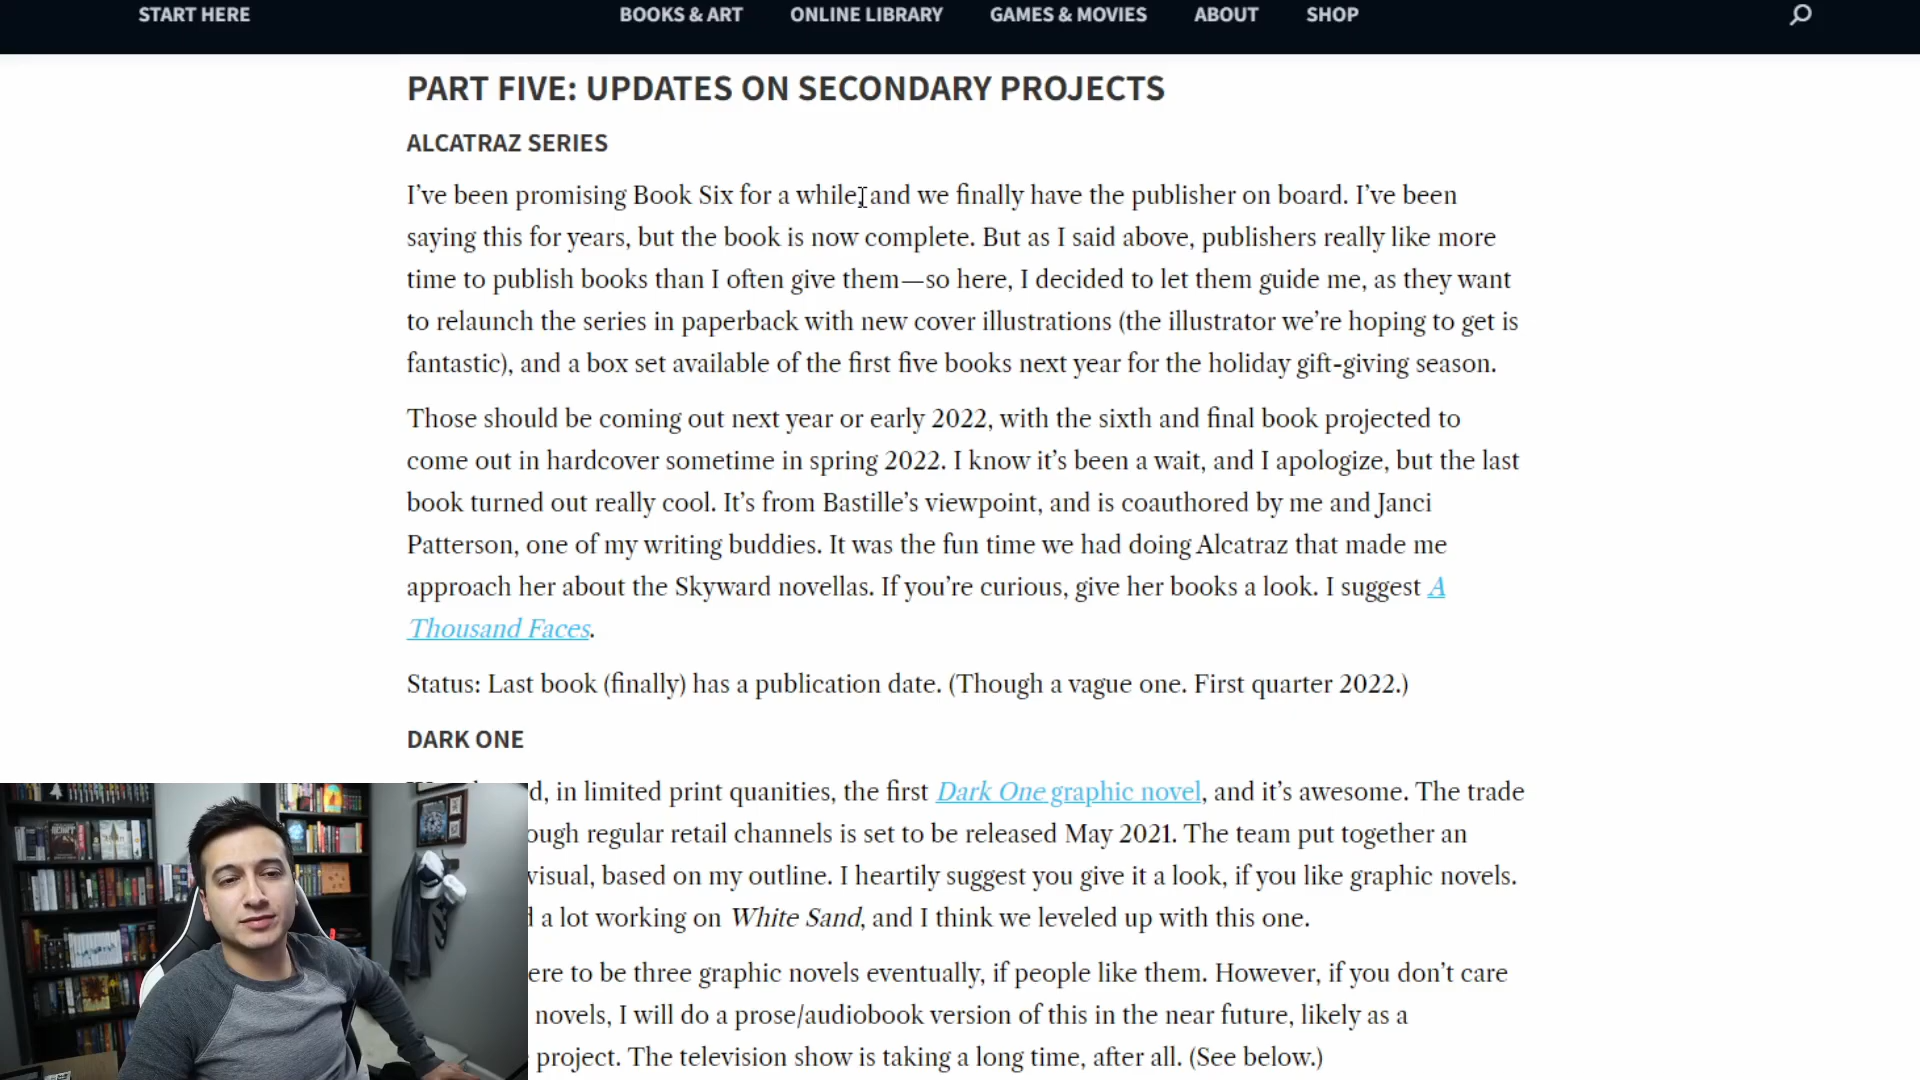 START HERE BOOKS & ART ONLINE LIBRARY GAMES & MOVIES ABOUT SHOP
PART FIVE: UPDATES ON SECONDARY PROJECTS
ALCATRAZ SERIES
I’ve been promising Book Six for a while, and we finally have the publisher on board. I’ve been
saying this for years, but the book is now complete. But as I said above, publishers really like more
time to publish books than I often give them—so here, I decided to let them guide me, as they want
to relaunch the series in paperback with new cover illustrations (the illustrator we’re hoping to get is
fantastic), and a box set available of the first five books next year for the holiday gift-giving season.
Those should be coming out next year or early 2022, with the sixth and final book projected to
come out in hardcover sometime in spring 2022. I know it’s been a wait, and I apologize, but the last
book turned out really cool. It’s from Bastille’s viewpoint, and is coauthored by me and Janci
Patterson, one of my writing buddies. It was the fun time we had doing Alcatraz that made me
approach her about the Skyward novellas. If you’re curious, give her books a look. I suggest A
Thousand Faces.
Status: Last book (finally) has a publication date. (Though a vague one. First quarter 2022.)
DARK ONE
d, in limited print quanities, the first Dark One graphic novel, and it’s awesome. The trade
ough regular retail channels is set to be released May 2021. The team put together an
visual, based on my outline. I heartily suggest you give it a look, if you like graphic novels.
a lot working on White Sand, and I think we leveled up with this one.
ere to be three graphic novels eventually, if people like them. However, if you don’t care
novels, I will do a prose/audiobook version of this in the near future, likely as a
project. The television show is taking a long time, after all. (See below.)